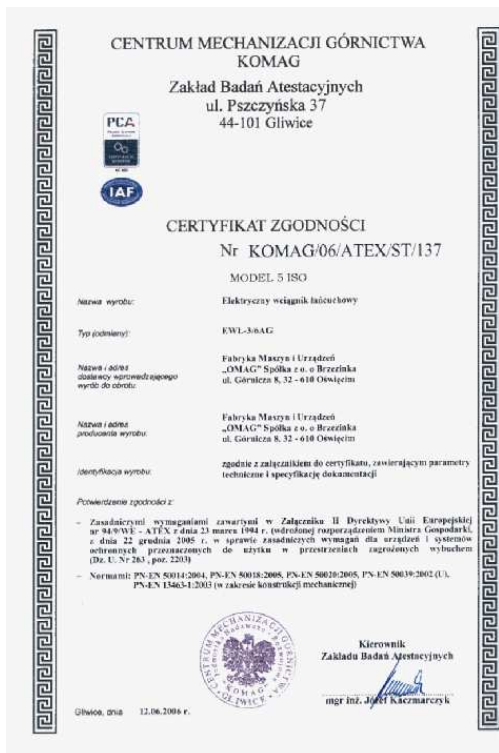 CENTRUM MECHANIZACJI GÓRNICTWA
KOMAG
Zakład Badań Atestacyjnych
ul. Pszczyńska 37
44-101 Gliwice
PCA
IAF
CERTYFIKAT ZGODNOŚCI
Nr KOMAG/06/ATEX/ST/137
MODEL 5 ISO
Nazwa wyrobu: Elektryczny wciągnik łańcuchowy
Typ (odmiany): EWL-3/6AG
Nazwa i adres
dostawcy wprowadzającego
wyrób do obrotu:
Fabryka Maszyn i Urządzeń
„OMAG" Spółka z o. o Brzezinka
ul. Górnicza 8, 32 - 610 Oświęcim
Nazwa i adres
producenta wyrobu:
Fabryka Maszyn i Urządzeń
„OMAG" Spółka z o. o Brzezinka
ul. Górnicza 8, 32 - 610 Oświęcim
Identyfikacja wyrobu: zgodnie z załącznikiem do certyfikatu, zawierającym parametry
techniczne i specyfikację dokumentacji
Potwierdzenie zgodności z:
- Zasadniczymi wymaganiami zawartymi w Załączniku II Dyrektywy Unii Europejskiej
nr 94/9/WE - ATEX z dnia 23 marca 1994 r. (wdrożonej rozporządzeniem Ministra Gospodarki,
z dnia 22 grudnia 2005 r. w sprawie zasadniczych wymagań dla urządzeń i systemów
ochronnych przeznaczonych do użytku w przestrzeniach zagrożonych wybuchem
(Dz. U. Nr 263, poz. 2203)
- Normami: PN-EN 50014:2004, PN-EN 50018:2005, PN-EN 50020:2005, PN-EN 50039:2002 (U),
PN-EN 13463-1:2003 (w zakresie konstrukcji mechanicznej)
CENTRUM MECHANIZACJI GÓRNICTWA
KOMAG
GLIWICE
Kierownik
Zakładu Badań Atestacyjnych
mgr inż. Józef Kaczmarczyk
Gliwice, dnia 12.06.2006 r.